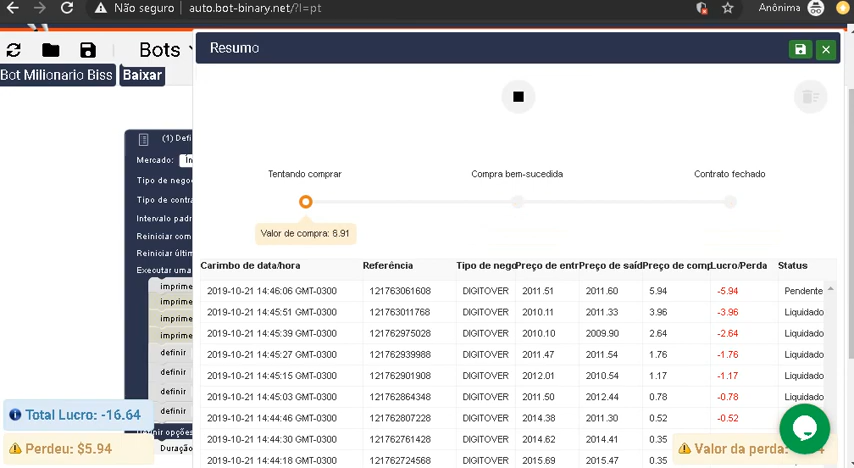 Não seguro | auto.bot-binary.net/?l=pt
Anônima
Bots
Resumo
Bot Milionario Biss Baixar
(1) Defi
Mercado: Ín
Tipo de negoc
Tipo de contra
Intervalo padr
Reiniciar com
Reiniciar últim
Executar uma
imprime
imprime
imprime
imprime
definir
definir
definir
definir
Definir opções
Duração
Tentando comprar Compra bem-sucedida Contrato fechado
Valor de compra: 8.91
Carimbo de data/hora Referência Tipo de nego Preço de entr Preço de saíd Preço de comp Lucro/Perda Status
2019-10-21 14:46:06 GMT-0300 121763061608 DIGITOVER 2011.51 2011.60 5.94 -5.94 Pendente
2019-10-21 14:45:51 GMT-0300 121763011768 DIGITOVER 2010.11 2011.33 3.96 -3.96 Liquidado
2019-10-21 14:45:39 GMT-0300 121762975028 DIGITOVER 2010.10 2009.90 2.64 -2.64 Liquidado
2019-10-21 14:45:27 GMT-0300 121762939988 DIGITOVER 2011.47 2011.54 1.76 -1.76 Liquidado
2019-10-21 14:45:15 GMT-0300 121762901908 DIGITOVER 2012.01 2010.54 1.17 -1.17 Liquidado
2019-10-21 14:45:03 GMT-0300 121762864348 DIGITOVER 2011.50 2012.44 0.78 -0.78 Liquidado
2019-10-21 14:44:46 GMT-0300 121762807228 DIGITOVER 2014.38 2011.30 0.52 -0.52
2019-10-21 14:44:30 GMT-0300 121762761428 DIGITOVER 2014.62 2014.41 0.35
2019-10-21 14:44:18 GMT-0300 121762724568 DIGITOVER 2015.69 2015.47 0.35
Total Lucro: -16.64
Perdeu: $5.94
Valor da perda: